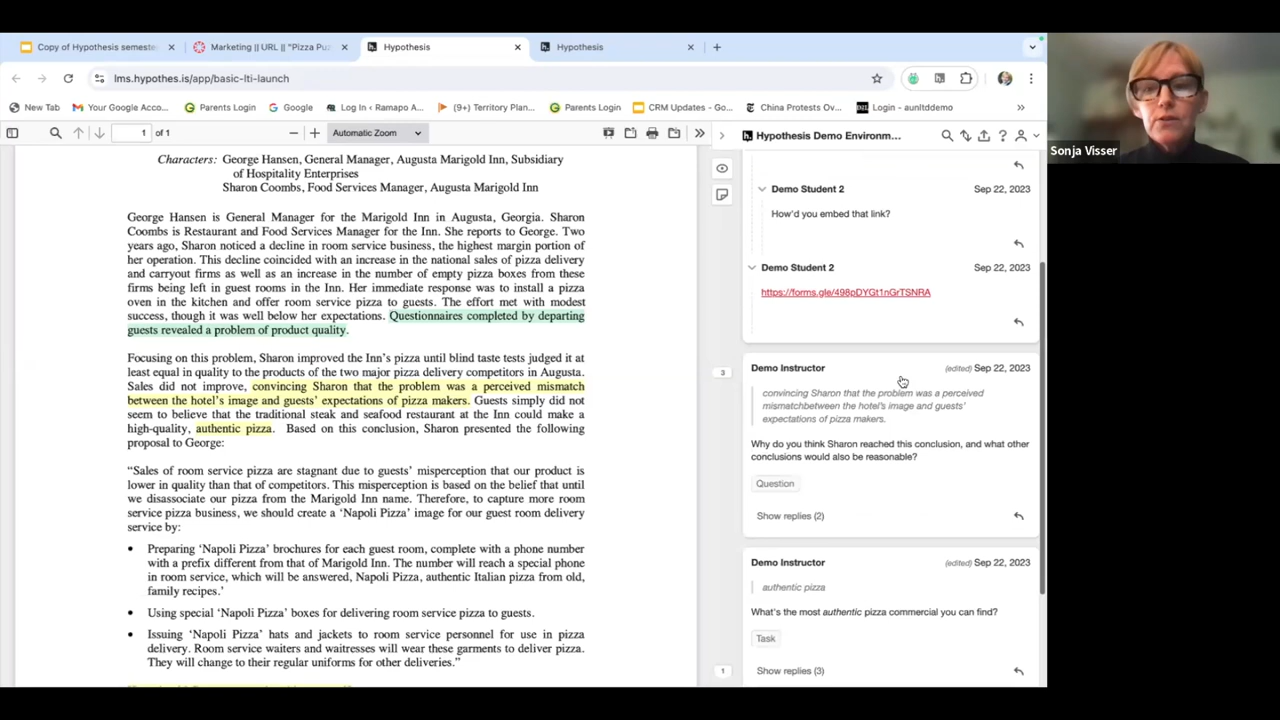 Copy of Hypothesis semeste
Marketing || URL || "Pizza Puz
Hypothesis
Hypothesis
lms.hypothes.is/app/basic-lti-launch
New Tab
Your Google Acco...
Parents Login
Google
Log In ‹ Ramapo A...
(9+) Territory Plan...
Parents Login
CRM Updates - Go...
China Protests Ov...
Login - aunltddemo
1 of 1
Automatic Zoom
Characters: George Hansen, General Manager, Augusta Marigold Inn, Subsidiary
of Hospitality Enterprises
Sharon Coombs, Food Services Manager, Augusta Marigold Inn
George Hansen is General Manager for the Marigold Inn in Augusta, Georgia. Sharon
Coombs is Restaurant and Food Services Manager for the Inn. She reports to George. Two
years ago, Sharon noticed a decline in room service business, the highest margin portion of
her operation. This decline coincided with an increase in the national sales of pizza delivery
and carryout firms as well as an increase in the number of empty pizza boxes from these
firms being left in guest rooms in the Inn. Her immediate response was to install a pizza
oven in the kitchen and offer room service pizza to guests. The effort met with modest
success, though it was well below her expectations. Questionnaires completed by departing
guests revealed a problem of product quality.
Focusing on this problem, Sharon improved the Inn's pizza until blind taste tests judged it at
least equal in quality to the products of the two major pizza delivery competitors in Augusta.
Sales did not improve, convincing Sharon that the problem was a perceived mismatch
between the hotel's image and guests' expectations of pizza makers. Guests simply did not
seem to believe that the traditional steak and seafood restaurant at the Inn could make a
high-quality, authentic pizza. Based on this conclusion, Sharon presented the following
proposal to George:
"Sales of room service pizza are stagnant due to guests' misperception that our product is
lower in quality than that of competitors. This misperception is based on the belief that until
we disassociate our pizza from the Marigold Inn name. Therefore, to capture more room
service pizza business, we should create a 'Napoli Pizza' image for our guest room delivery
service by:
• Preparing 'Napoli Pizza' brochures for each guest room, complete with a phone number
with a prefix different from that of Marigold Inn. The number will reach a special phone
in room service, which will be answered, Napoli Pizza, authentic Italian pizza from old,
family recipes.'
• Using special 'Napoli Pizza' boxes for delivering room service pizza to guests.
• Issuing 'Napoli Pizza' hats and jackets to room service personnel for use in pizza
delivery. Room service waiters and waitresses will wear these garments to deliver pizza.
They will change to their regular uniforms for other deliveries."
Hypothesis Demo Environm...
Demo Student 2 Sep 22, 2023
How'd you embed that link?
Demo Student 2 Sep 22, 2023
https://forms.gle/498pDYGt1nGrTSNRA
3
Demo Instructor (edited) Sep 22, 2023
convincing Sharon that the problem was a perceived
mismatchbetween the hotel's image and guests'
expectations of pizza makers.
Why do you think Sharon reached this conclusion, and what other
conclusions would also be reasonable?
Question
Show replies (2)
Demo Instructor (edited) Sep 22, 2023
authentic pizza
What's the most authentic pizza commercial you can find?
Task
1
Show replies (3)
Sonja Visser